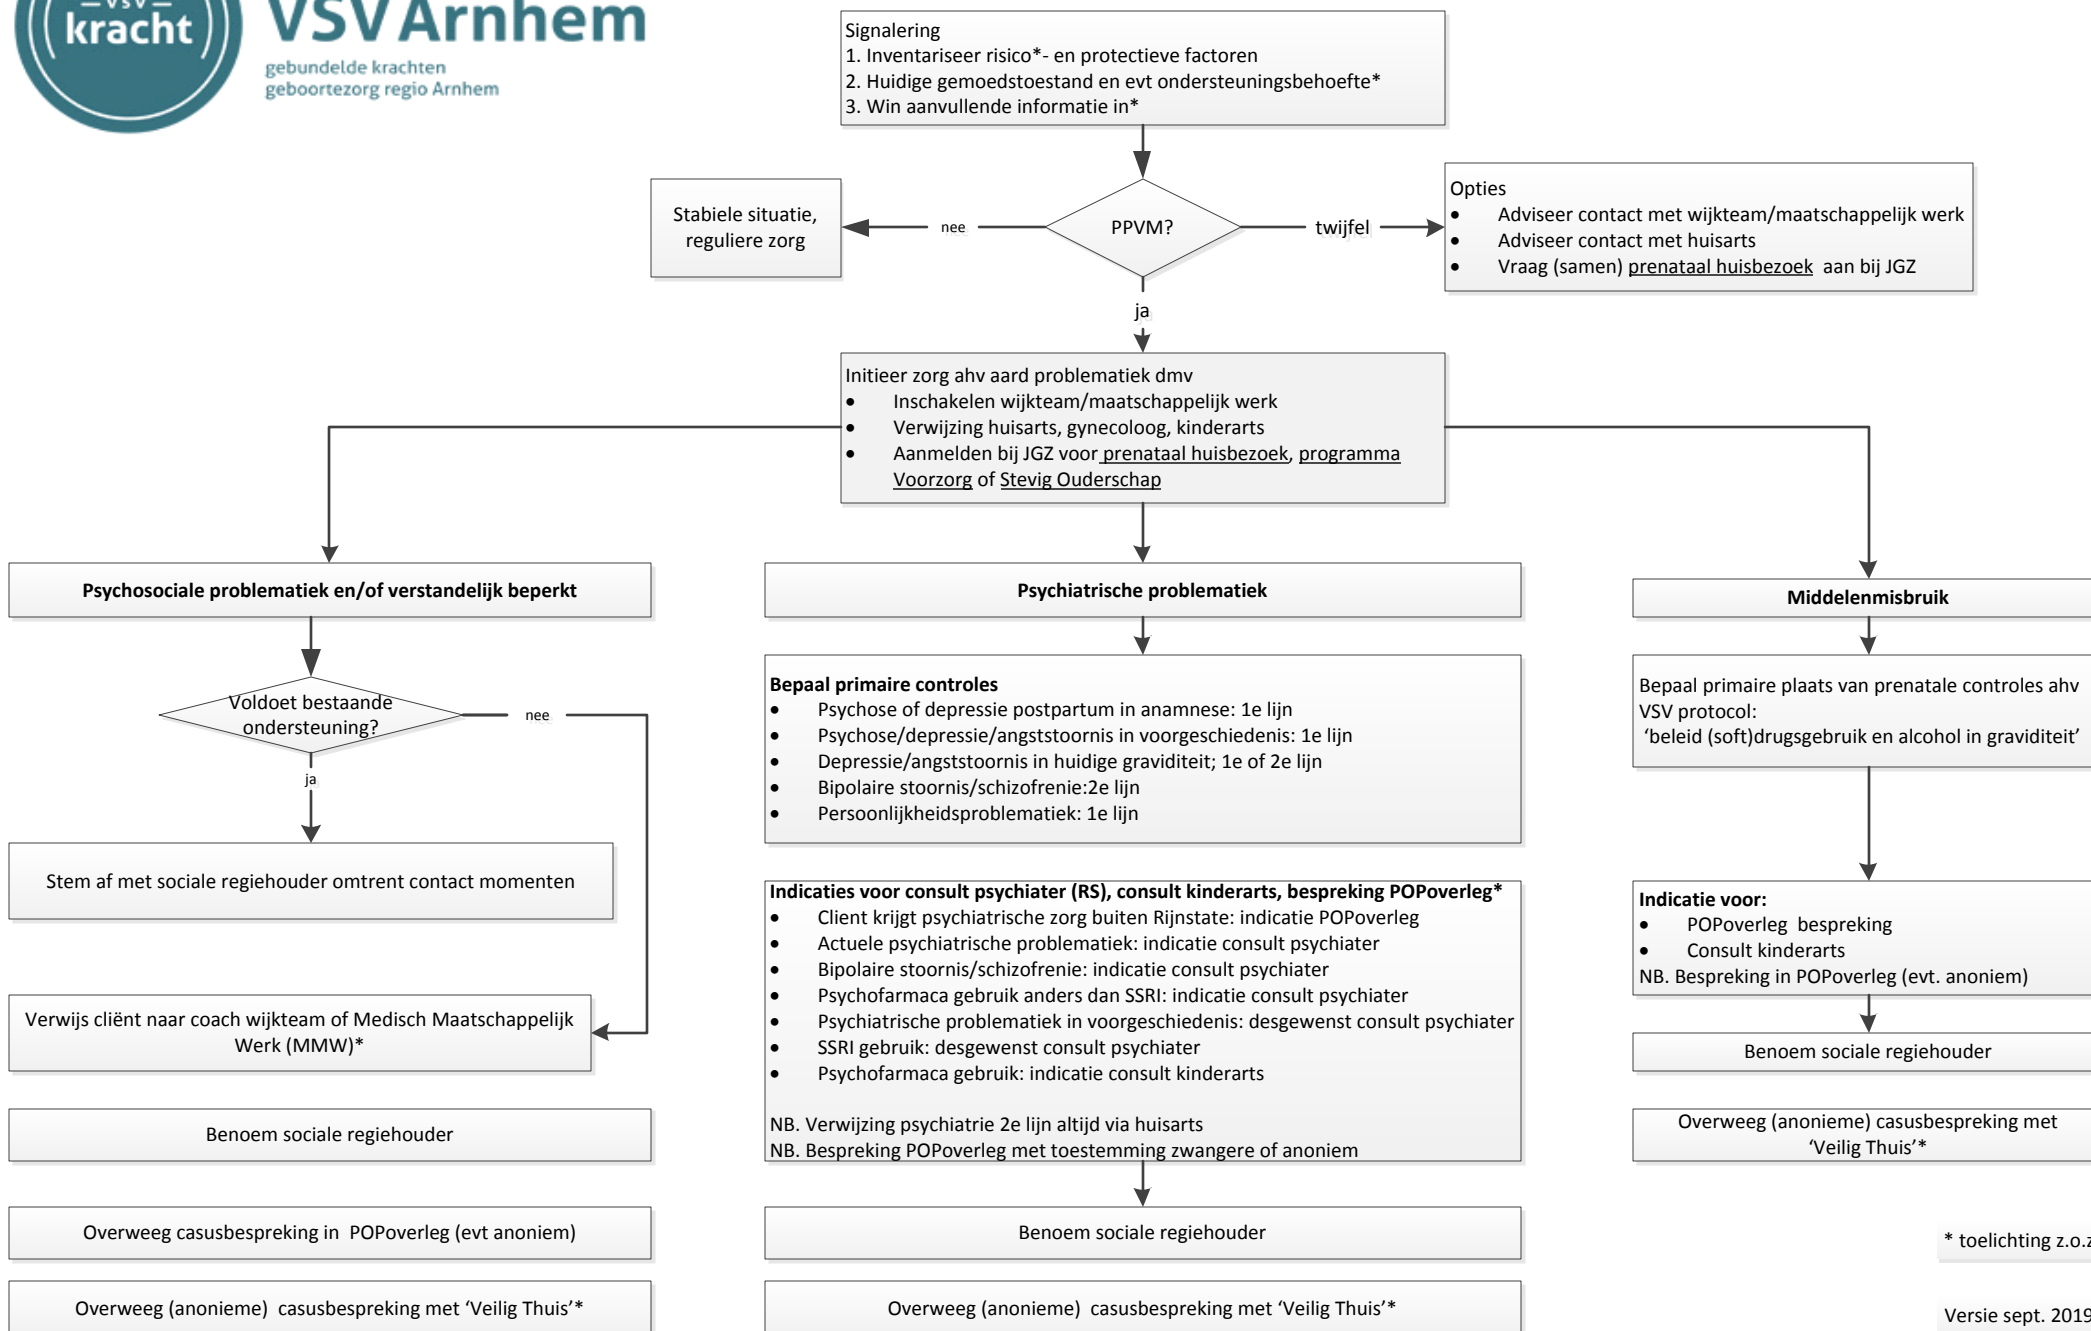 VSV
kracht
VSV Arnhem
gebundelde krachten
geboortezorg regio Arnhem
Signalering
1. Inventariseer risico*- en protectieve factoren
2. Huidige gemoedstoestand en evt ondersteuningsbehoefte*
3. Win aanvullende informatie in*
Stabiele situatie,
reguliere zorg
nee
PPVM?
twijfel
Opties
• Adviseer contact met wijkteam/maatschappelijk werk
• Adviseer contact met huisarts
• Vraag (samen) prenataal huisbezoek aan bij JGZ
ja
Initieer zorg ahv aard problematiek dmv
• Inschakelen wijkteam/maatschappelijk werk
• Verwijzing huisarts, gynecoloog, kinderarts
• Aanmelden bij JGZ voor prenataal huisbezoek, programma
Voorzorg of Stevig Ouderschap
Psychosociale problematiek en/of verstandelijk beperkt
Voldoet bestaande
ondersteuning?
nee
ja
Stem af met sociale regiehouder omtrent contact momenten
Verwijs cliënt naar coach wijkteam of Medisch Maatschappelijk
Werk (MMW)*
Benoem sociale regiehouder
Overweeg casusbespreking in POPoverleg (evt anoniem)
Overweeg (anonieme) casusbespreking met ‘Veilig Thuis’*
Psychiatrische problematiek
Bepaal primaire controles
• Psychose of depressie postpartum in anamnese: 1e lijn
• Psychose/depressie/angststoornis in voorgeschiedenis: 1e lijn
• Depressie/angststoornis in huidige graviditeit; 1e of 2e lijn
• Bipolaire stoornis/schizofrenie:2e lijn
• Persoonlijkheidsproblematiek: 1e lijn
Indicaties voor consult psychiater (RS), consult kinderarts, bespreking POPoverleg*
• Client krijgt psychiatrische zorg buiten Rijnstate: indicatie POPoverleg
• Actuele psychiatrische problematiek: indicatie consult psychiater
• Bipolaire stoornis/schizofrenie: indicatie consult psychiater
• Psychofarmaca gebruik anders dan SSRI: indicatie consult psychiater
• Psychiatrische problematiek in voorgeschiedenis: desgewenst consult psychiater
• SSRI gebruik: desgewenst consult psychiater
• Psychofarmaca gebruik: indicatie consult kinderarts
NB. Verwijzing psychiatrie 2e lijn altijd via huisarts
NB. Bespreking POPoverleg met toestemming zwangere of anoniem
Benoem sociale regiehouder
Overweeg (anonieme) casusbespreking met ‘Veilig Thuis’*
Middelenmisbruik
Bepaal primaire plaats van prenatale controles ahv
VSV protocol:
‘beleid (soft)drugsgebruik en alcohol in graviditeit’
Indicatie voor:
• POPoverleg bespreking
• Consult kinderarts
NB. Bespreking in POPoverleg (evt. anoniem)
Benoem sociale regiehouder
Overweeg (anonieme) casusbespreking met
‘Veilig Thuis’*
* toelichting z.o.z
Versie sept. 2019